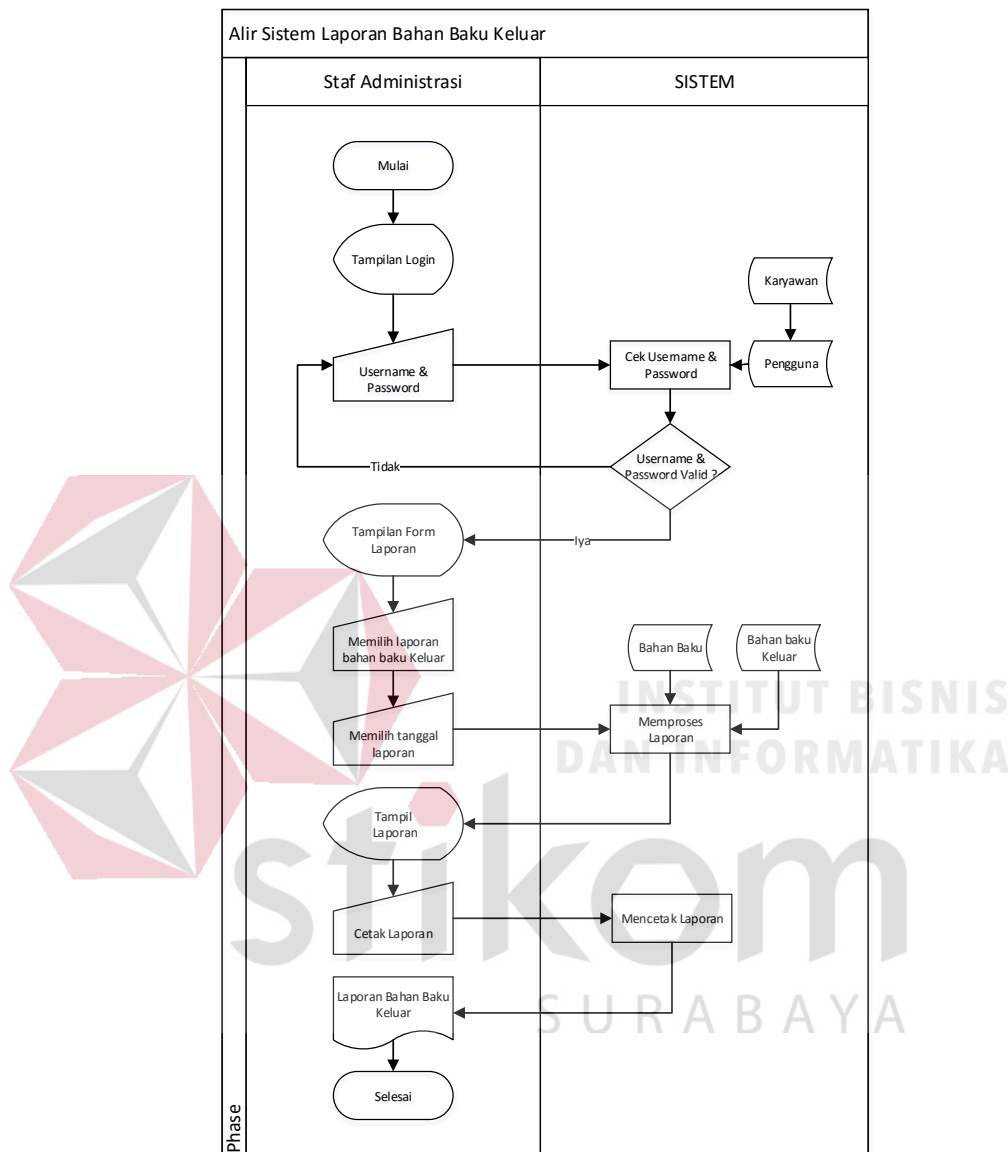 Alir Sistem Laporan Bahan Baku Keluar
Staf Administrasi
SISTEM
Mulai
Tampilan Login
Karyawan
Username &
Password
Cek Username &
Password
Pengguna
Tidak
Username &
Password Valid ?
Tampilan Form
Laporan
Iya
Memilih laporan
bahan baku Keluar
Bahan Baku
Bahan baku
Keluar
Memilih tanggal
laporan
Memproses
Laporan
INSTITUT BISNIS
DAN INFORMATIKA
Tampil
Laporan
stikom
Cetak Laporan
Mencetak Laporan
Laporan Bahan Baku
Keluar
SURABAYA
Selesai
Phase